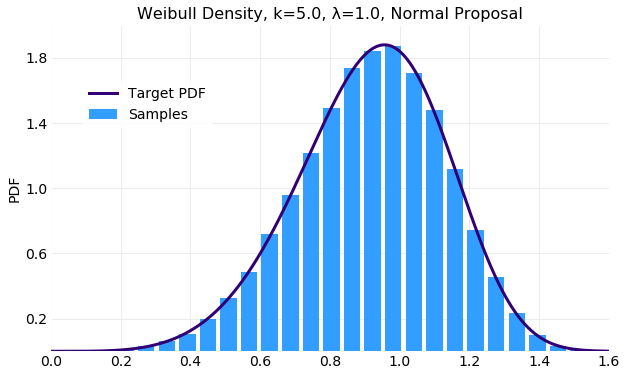 Weibull Density, k=5.0, λ=1.0, Normal Proposal
PDF
1.8
1.4
1.0
0.6
0.2
Target PDF
Samples
0.0 0.2 0.4 0.6 0.8 1.0 1.2 1.4 1.6